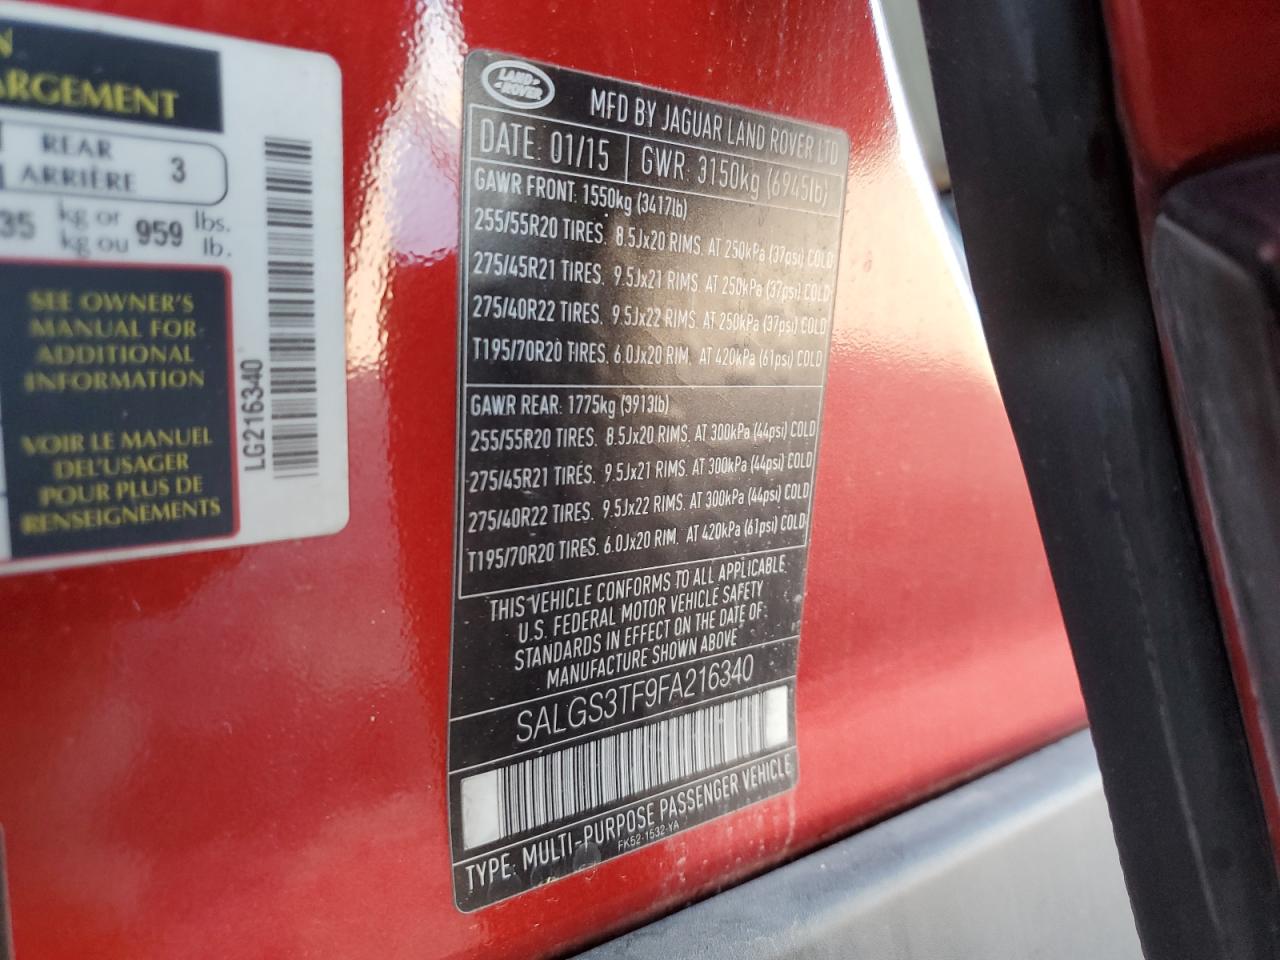 N
ARGEMENT
REAR
ARRIÈRE 3
35 kg or 959 lbs.
kg ou lb.
SEE OWNER'S
MANUAL FOR
ADDITIONAL
INFORMATION
VOIR LE MANUEL
DEL'USAGER
POUR PLUS DE
RENSEIGNEMENTS
LG216340
LAND
ROVER
MFD BY JAGUAR LAND ROVER LTD
DATE: 01/15 GWR: 3150kg (6945lb)
GAWR FRONT: 1550kg (3417lb)
255/55R20 TIRES. 8.5Jx20 RIMS. AT 250kPa (37psi) COLD
275/45R21 TIRES. 9.5Jx21 RIMS. AT 250kPa (37psi) COLD
275/40R22 TIRES. 9.5Jx22 RIMS. AT 250kPa (37psi) COLD
T195/70R20 TIRES. 6.0Jx20 RIM. AT 420kPa (61psi) COLD
GAWR REAR: 1775kg (3913lb)
255/55R20 TIRES. 8.5Jx20 RIMS. AT 300kPa (44psi) COLD
275/45R21 TIRES. 9.5Jx21 RIMS. AT 300kPa (44psi) COLD
275/40R22 TIRES. 9.5Jx22 RIMS. AT 300kPa (44psi) COLD
T195/70R20 TIRES. 6.0Jx20 RIM. AT 420kPa (61psi) COLD
THIS VEHICLE CONFORMS TO ALL APPLICABLE
U.S. FEDERAL MOTOR VEHICLE SAFETY
STANDARDS IN EFFECT ON THE DATE OF
MANUFACTURE SHOWN ABOVE
SALGS3TF9FA216340
TYPE: MULTI-PURPOSE PASSENGER VEHICLE
FK52-1532-YA